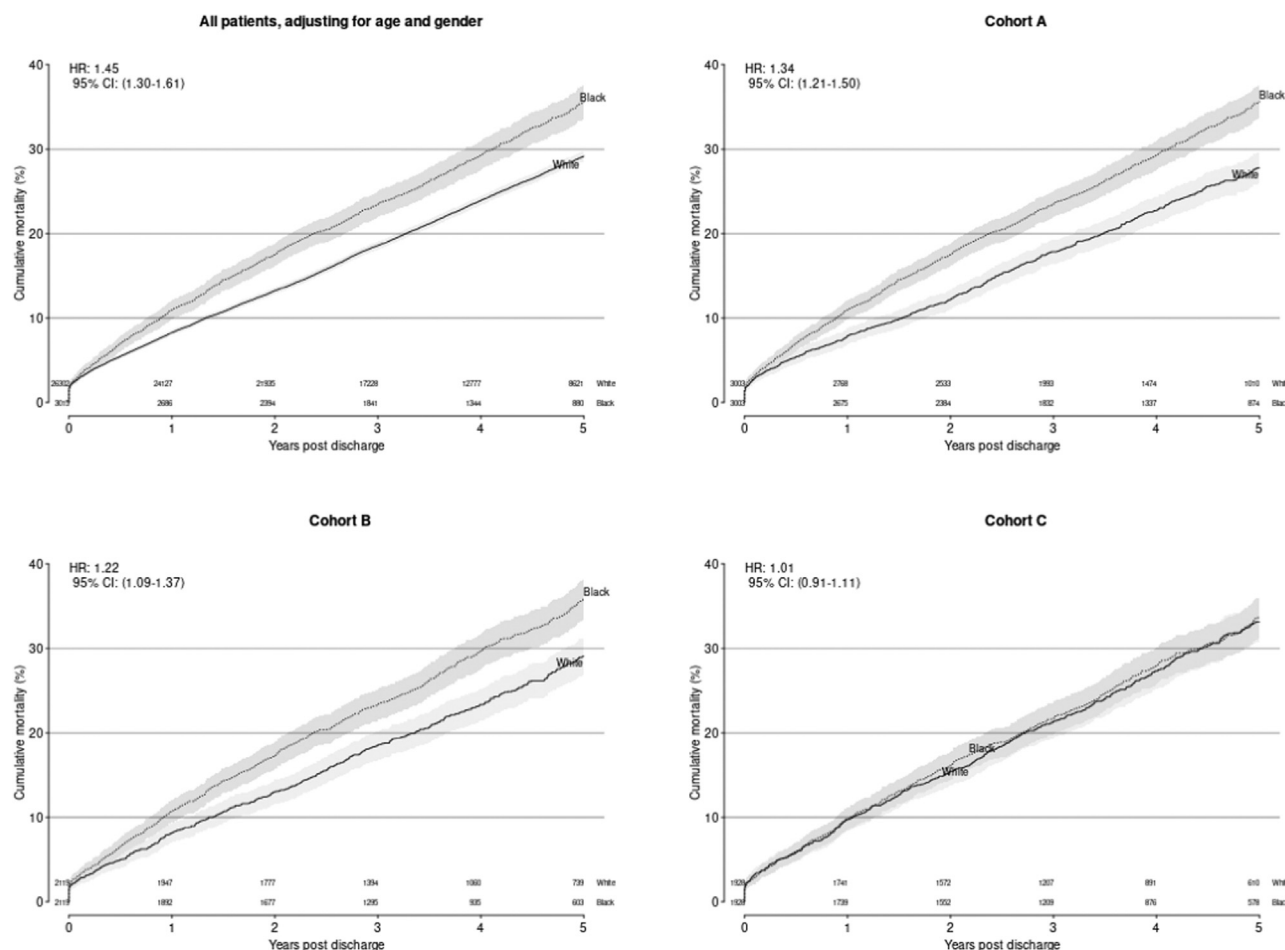 All patients, adjusting for age and gender
HR: 1.45
95% CI: (1.30-1.61)
Cumulative mortality (%)
40
30
20
10
0
Black
White
24127 21935 17228 12777 8621 White
2686 2394 1841 1344 880 Black
0 1 2 3 4 5
Years post discharge
Cohort A
HR: 1.34
95% CI: (1.21-1.50)
Cumulative mortality (%)
40
30
20
10
0
Black
White
3003 2768 2533 1993 1474 1010
3003 2675 2384 1832 1337 874
0 1 2 3 4 5
Years post discharge
Cohort B
HR: 1.22
95% CI: (1.09-1.37)
Cumulative mortality (%)
40
30
20
10
0
Black
White
1947 1777 1394 1060 739 White
1892 1677 1295 935 603 Black
0 1 2 3 4 5
Years post discharge
Cohort C
HR: 1.01
95% CI: (0.91-1.11)
Cumulative mortality (%)
40
30
20
10
0
Black
White
1741 1572 1207 891 610
1739 1552 1209 876 578
0 1 2 3 4 5
Years post discharge